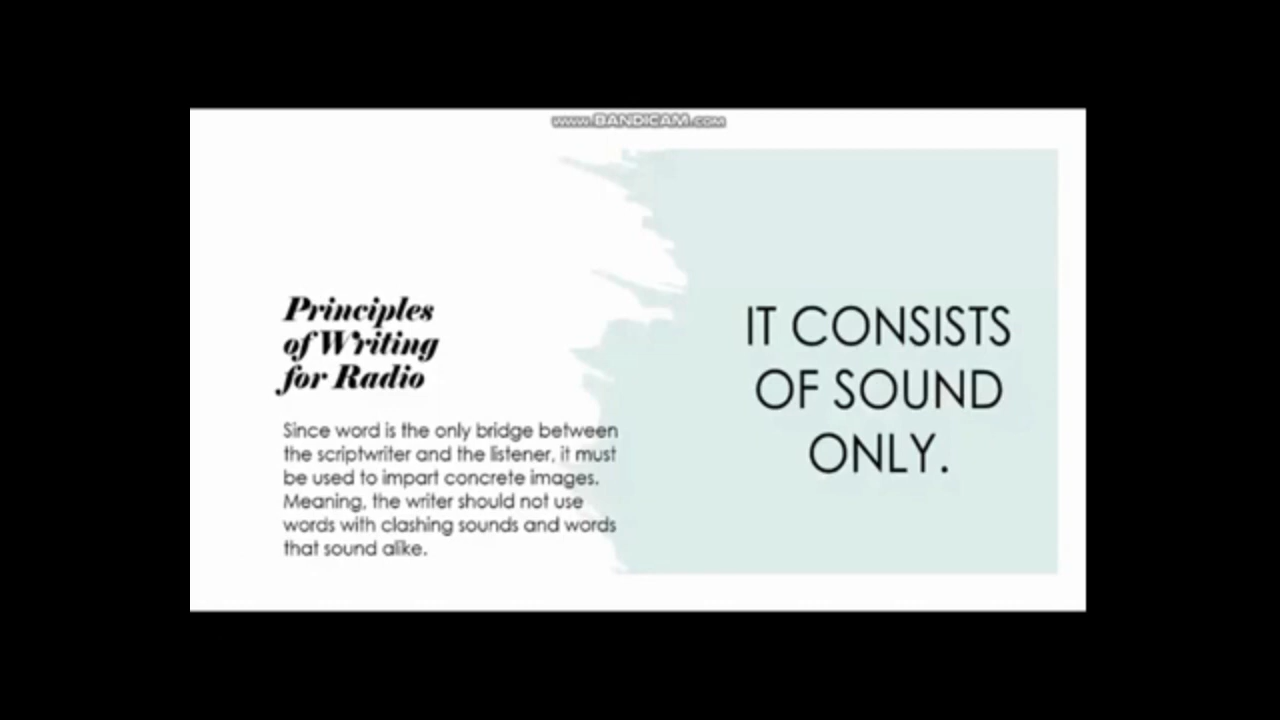 www.BANDICAM.com
Principles
of Writing
for Radio
Since word is the only bridge between
the scriptwriter and the listener, it must
be used to impart concrete images.
Meaning, the writer should not use
words with clashing sounds and words
that sound alike.
IT CONSISTS
OF SOUND
ONLY.